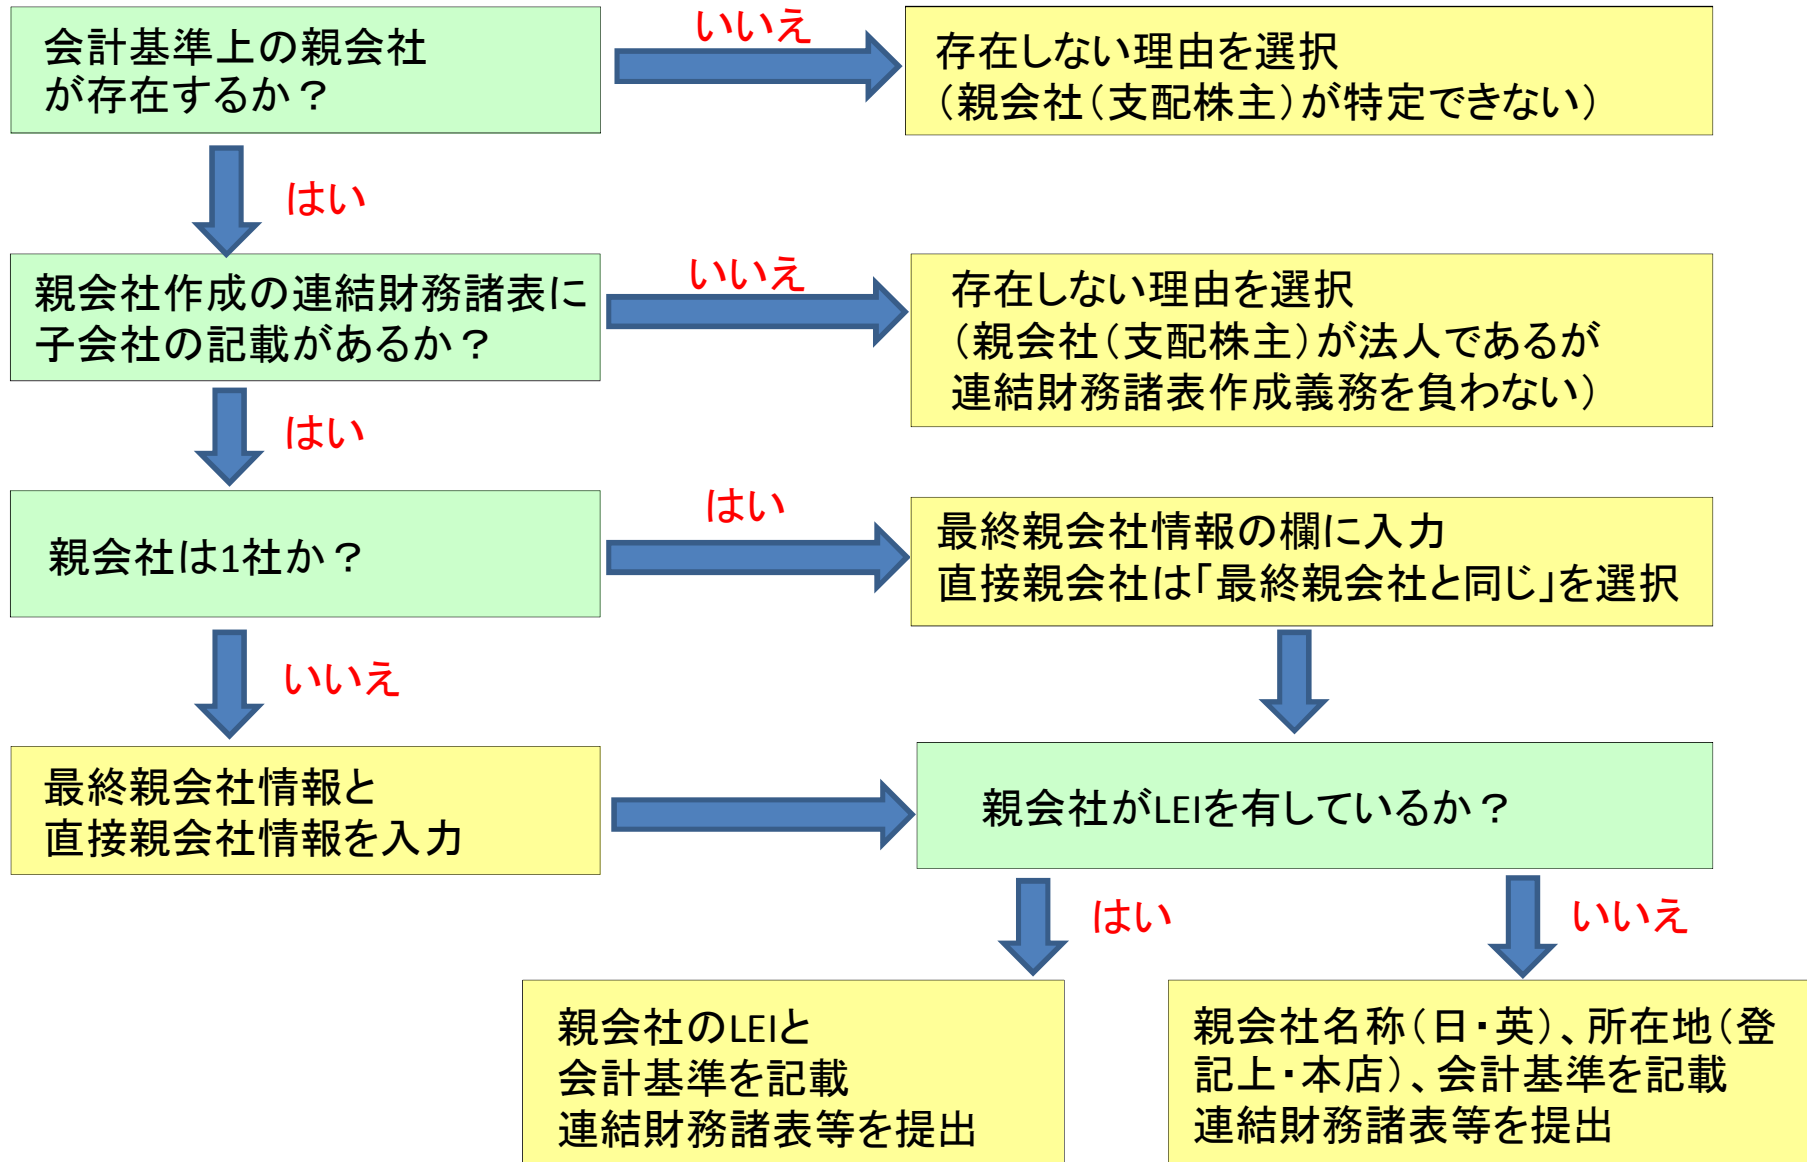 会計基準上の親会社
が存在するか？
いいえ
存在しない理由を選択
（親会社（支配株主）が特定できない）
はい
親会社作成の連結財務諸表に
子会社の記載があるか？
いいえ
存在しない理由を選択
（親会社（支配株主）が法人であるが
連結財務諸表作成義務を負わない）
はい
親会社は1社か？
はい
最終親会社情報の欄に入力
直接親会社は「最終親会社と同じ」を選択
いいえ
最終親会社情報と
直接親会社情報を入力
親会社がLEIを有しているか？
はい
いいえ
親会社のLEIと
会計基準を記載
連結財務諸表等を提出
親会社名称（日・英）、所在地（登
記上・本店）、会計基準を記載
連結財務諸表等を提出